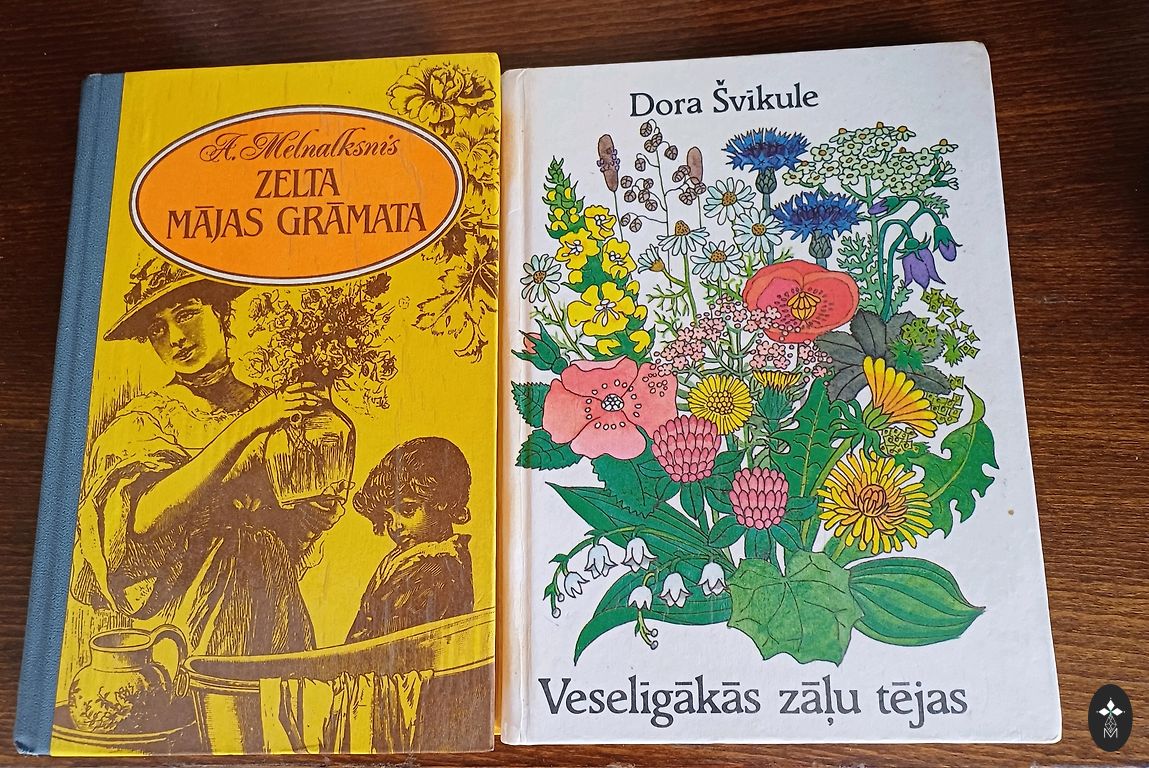 A. Melnalksnis
ZELTA
MĀJAS GRĀMATA
Dora Švīkule
Veselīgākās zāļu tējas
M